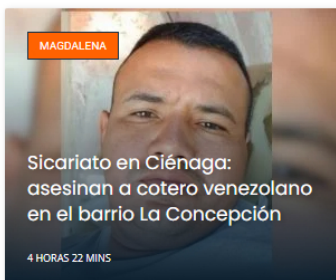 MAGDALENA
Sicariato en Ciénaga:
asesinan a cotero venezolano
en el barrio La Concepción
4 HORAS 22 MINS